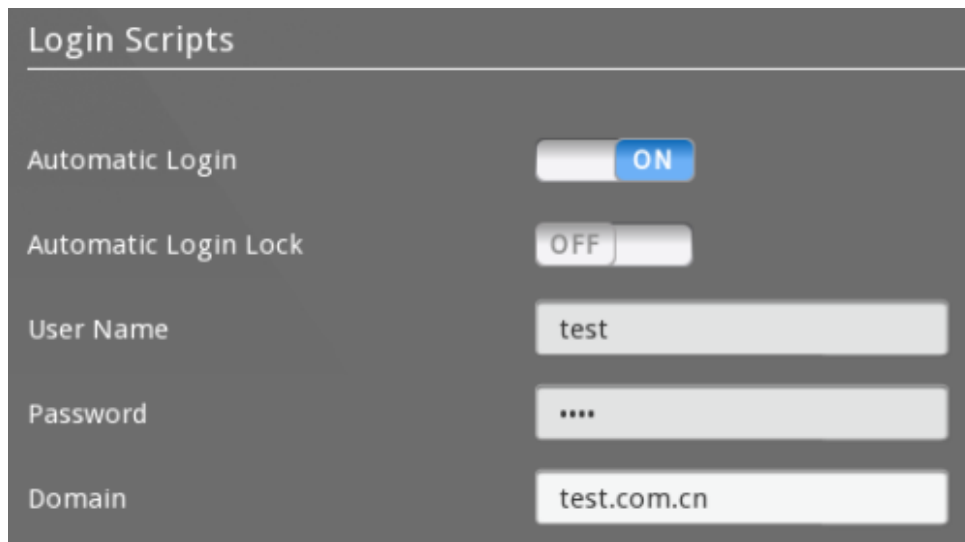 Login Scripts
Automatic Login ON
Automatic Login Lock OFF
User Name test
Password ••••
Domain test.com.cn